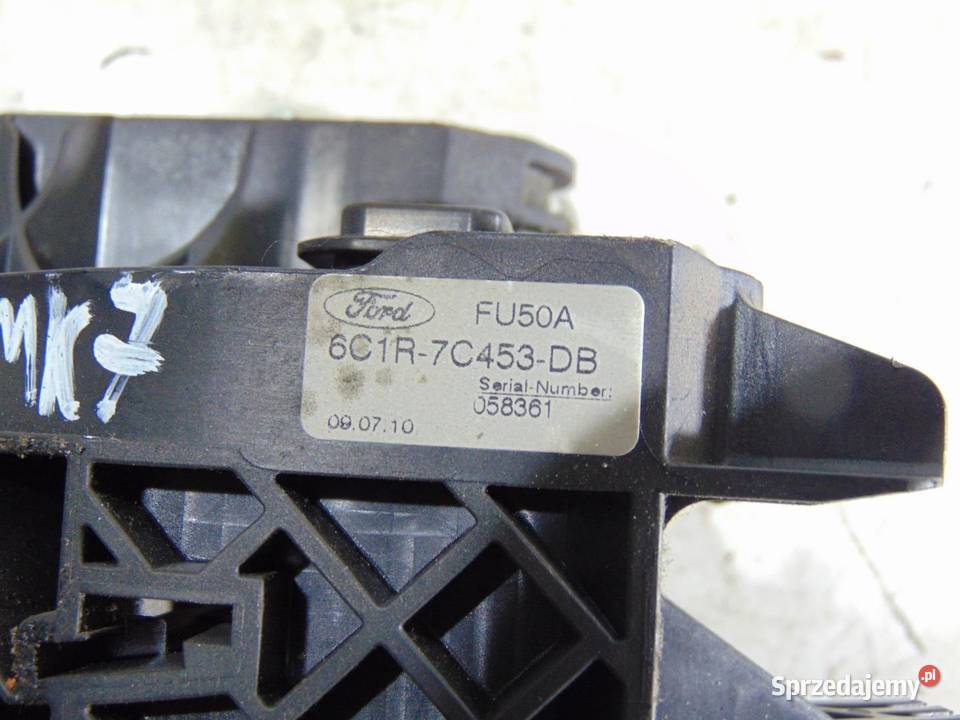 mk7
Ford FU50A
6C1R-7C453-DB
Serial-Number:
058361
09.07.10
Sprzedajemy.pl